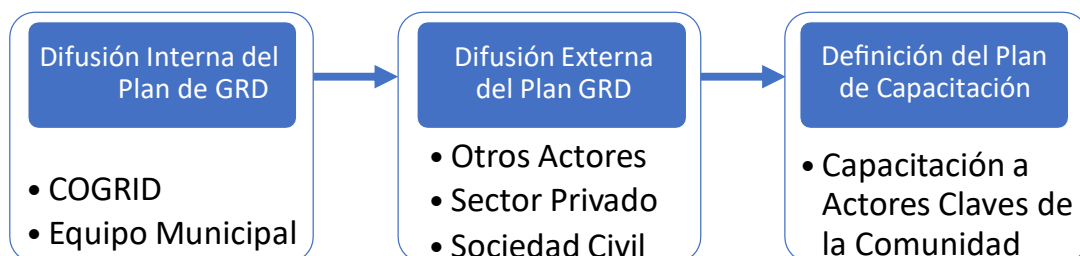 Difusión Interna del
Plan de GRD
• COGRID
• Equipo Municipal
Difusión Externa
del Plan GRD
• Otros Actores
• Sector Privado
• Sociedad Civil
Definición del Plan
de Capacitación
• Capacitación a
Actores Claves de
la Comunidad